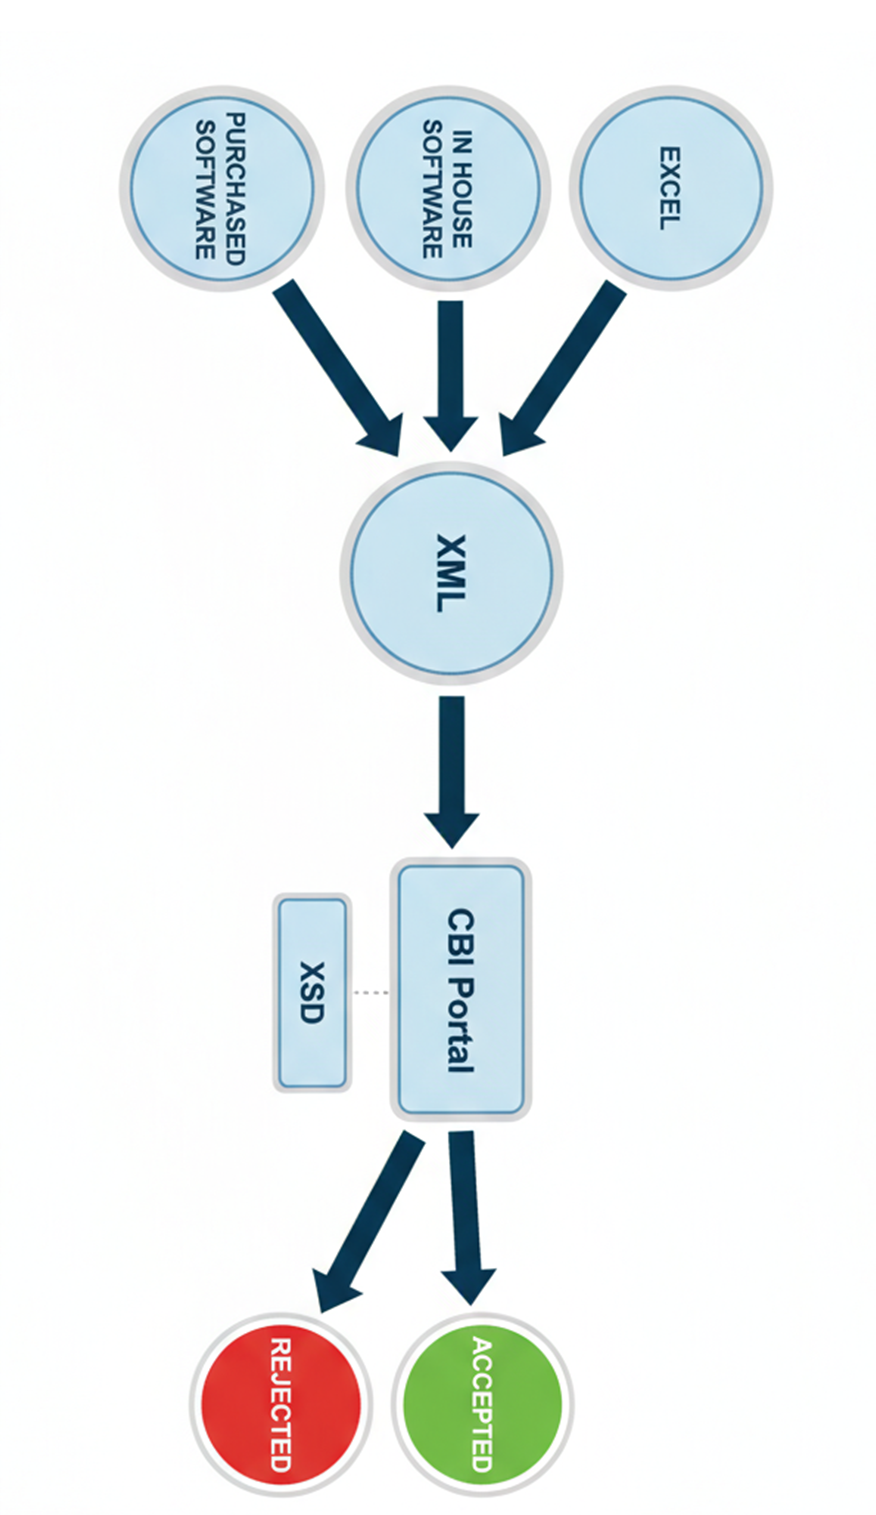 EXCEL
IN HOUSE
SOFTWARE
PURCHASED
SOFTWARE
XML
CBI Portal
XSD
ACCEPTED
REJECTED